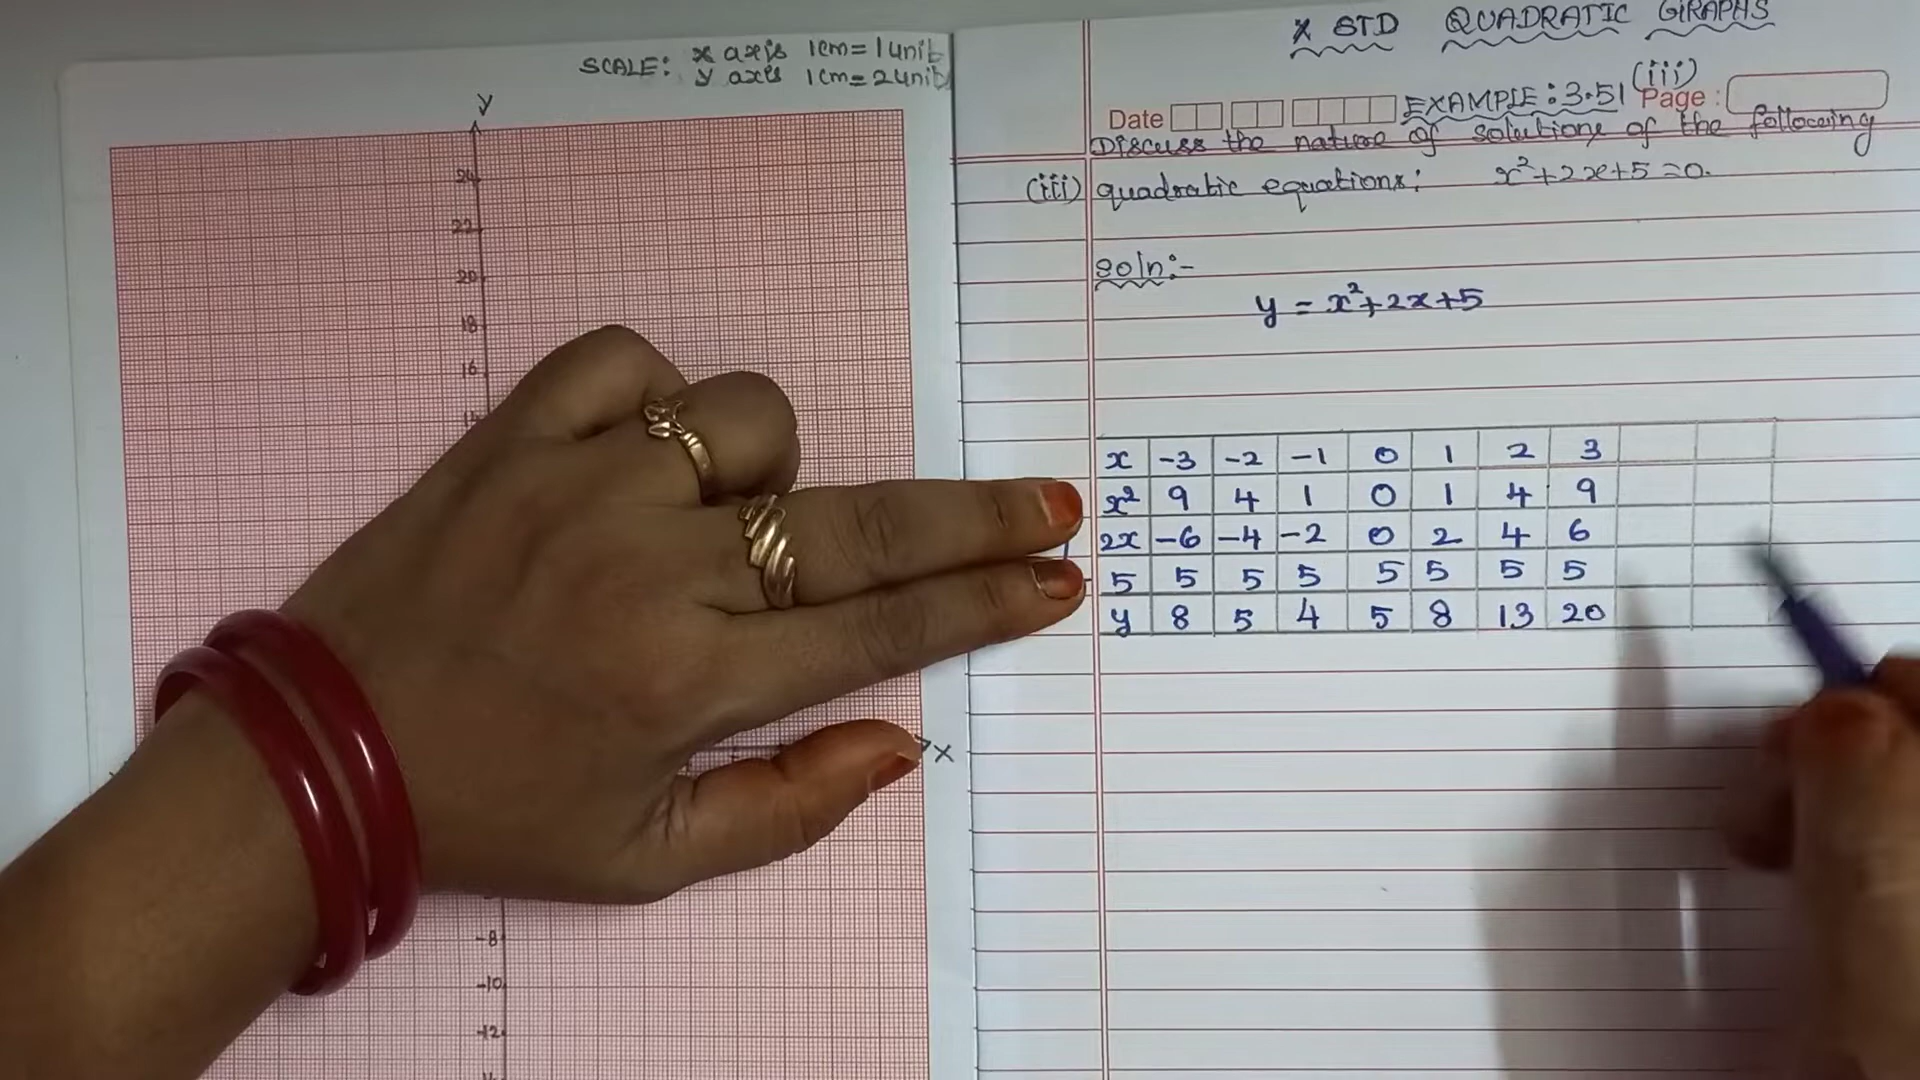 SCALE: x axis 1cm = 1unit
y axis 1cm = 2unit
Y
24
22
20
18
16
X
-8
-10
-12
X STD QUADRATIC GRAPHS
Date EXAMPLE: 3.51 (iii) Page :
Discuss the nature of solutions of the following
(iii) quadratic equations: x²+2x+5=0.
Soln:-
y = x²+2x+5
x -3 -2 -1 0 1 2 3
x² 9 4 1 0 1 4 9
2x -6 -4 -2 0 2 4 6
5 5 5 5 5 5 5 5
y 8 5 4 5 8 13 20